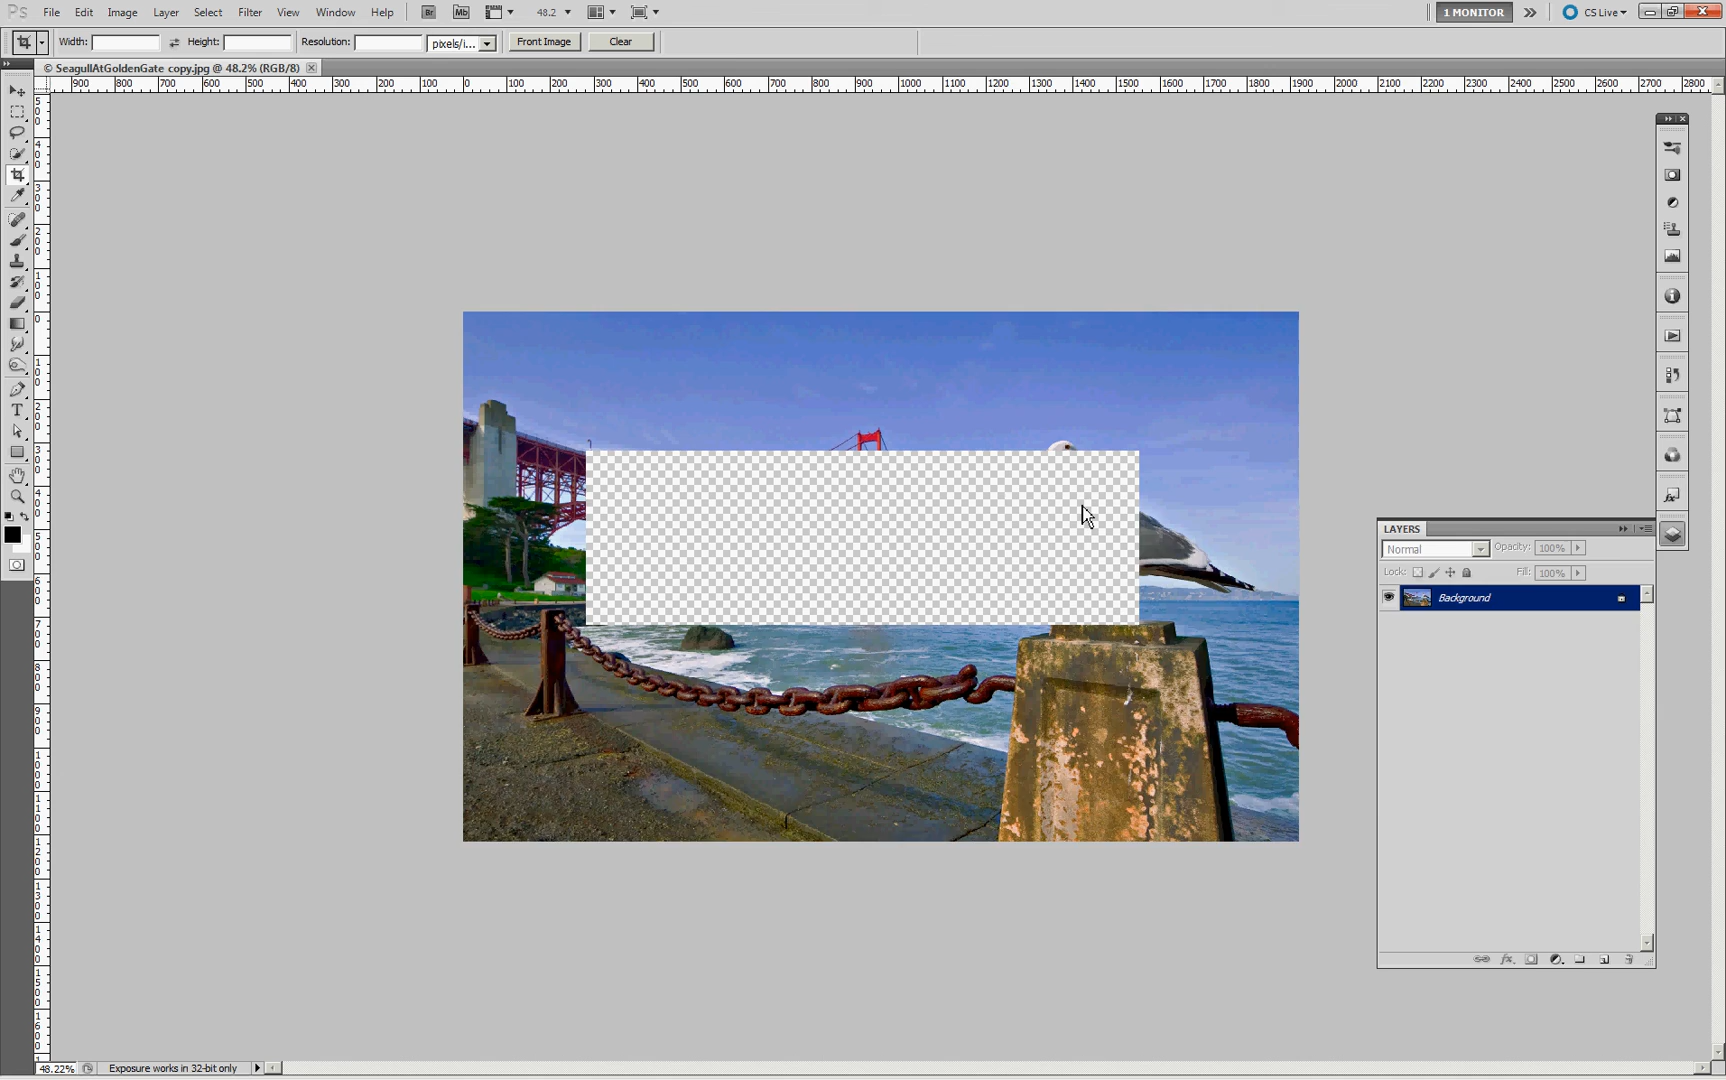 Ps File Edit Image Layer Select Filter View Window Help Br Mb 48.2 1 MONITOR CS Live
Width: Height: Resolution: pixels/i... Front Image Clear
© SeagullAtGoldenGate copy.jpg @ 48.2% (RGB/8)
900 800 700 600 500 400 300 200 100 0 100 200 300 400 500 600 700 800 900 1000 1100 1200 1300 1400 1500 1600 1700 1800 1900 2000 2100 2200 2300 2400 2500 2600 2700 2800
LAYERS
Normal Opacity: 100%
Lock: Fill: 100%
Background
48.22% Exposure works in 32-bit only